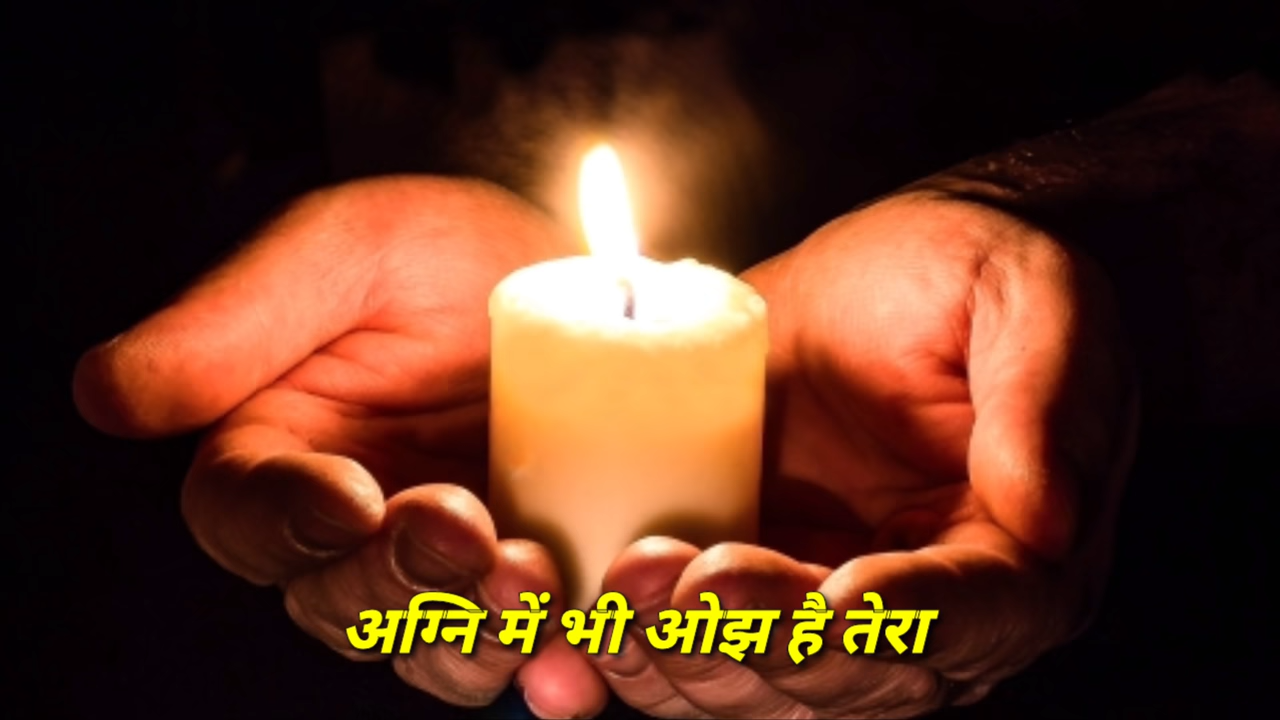 अग्नि में भी ओझ है तेरा